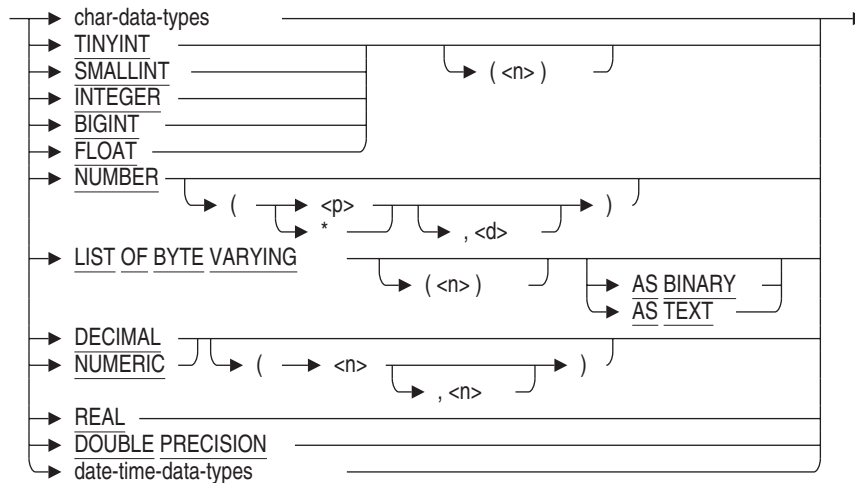 char-data-types
TINYINT
SMALLINT ( <n> )
INTEGER
BIGINT
FLOAT
NUMBER
( <p> )
* , <d>
LIST OF BYTE VARYING
( <n> ) AS BINARY
AS TEXT
DECIMAL
NUMERIC ( <n> )
, <n>
REAL
DOUBLE PRECISION
date-time-data-types